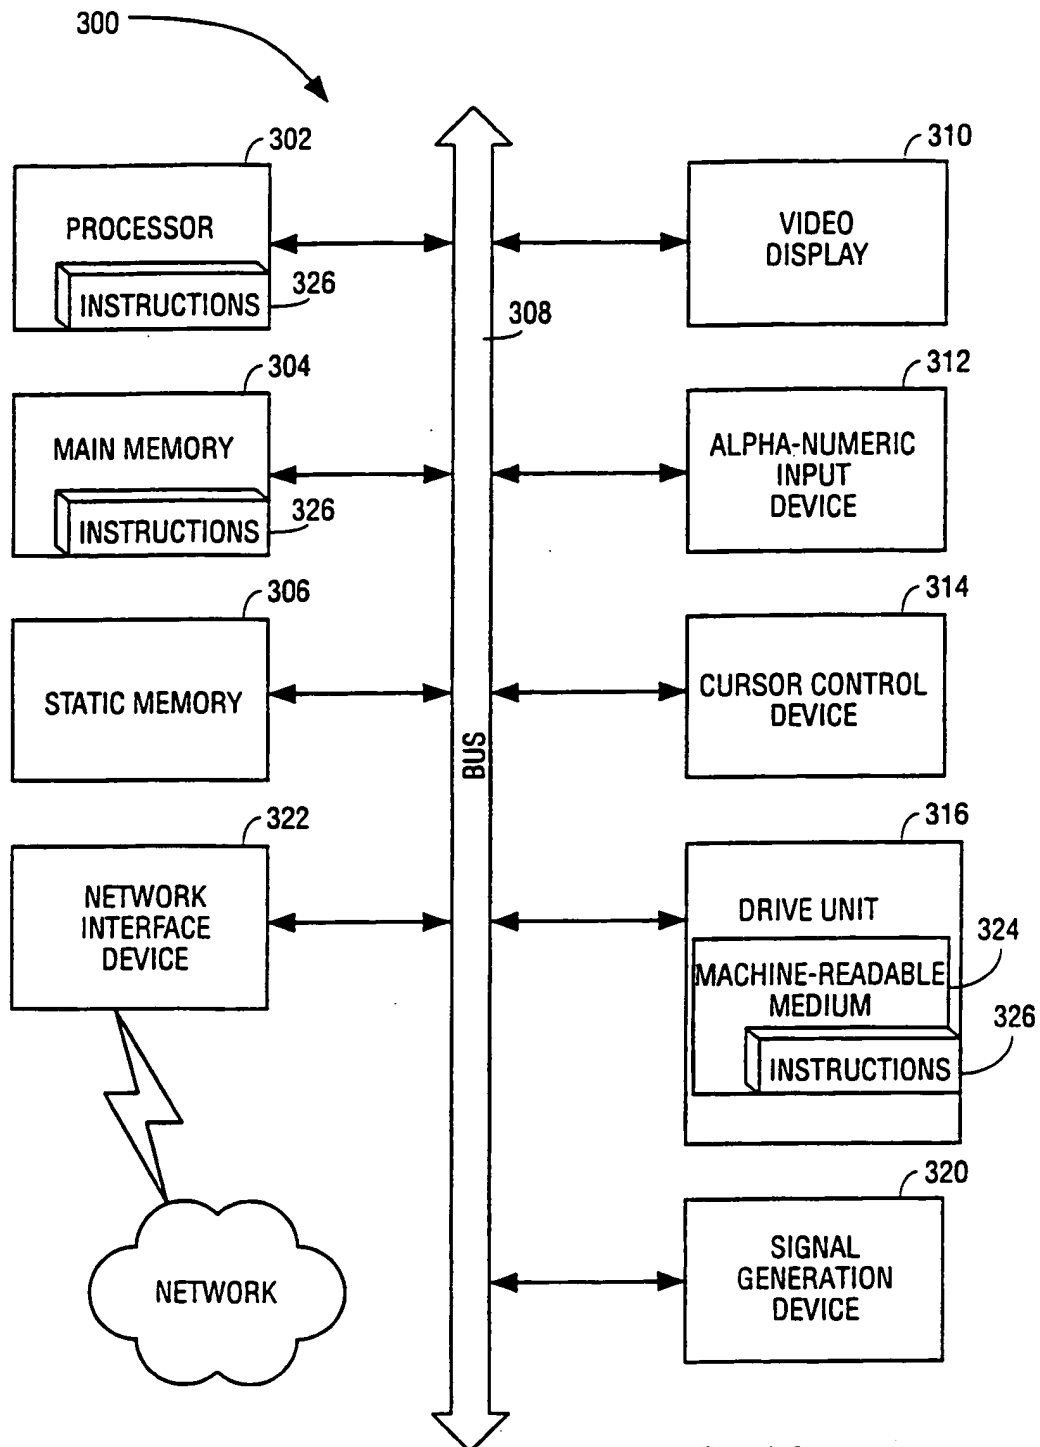 300
302
PROCESSOR
INSTRUCTIONS
326
304
MAIN MEMORY
INSTRUCTIONS
326
306
STATIC MEMORY
322
NETWORK
INTERFACE
DEVICE
NETWORK
308
BUS
310
VIDEO
DISPLAY
312
ALPHA-NUMERIC
INPUT
DEVICE
314
CURSOR CONTROL
DEVICE
316
DRIVE UNIT
324
MACHINE-READABLE
MEDIUM
326
INSTRUCTIONS
320
SIGNAL
GENERATION
DEVICE